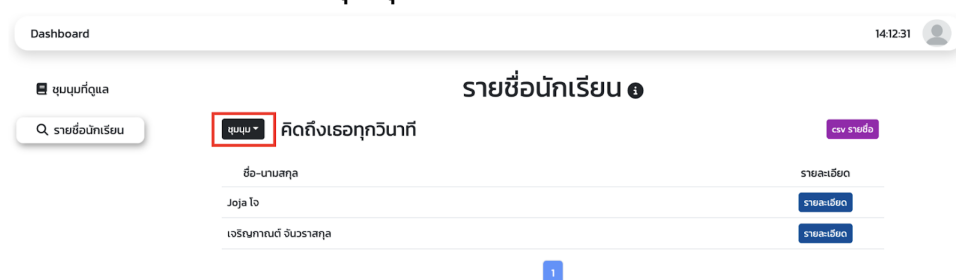 Dashboard 14:12:31
ชุมนุมที่ดูแล
รายชื่อนักเรียน
รายชื่อนักเรียน
ชุมนุม คิดถึงเธอทุกวินาที csv รายชื่อ
ชื่อ-นามสกุล รายละเอียด
Joja โจ รายละเอียด
เจริญกาณต์ จันวราสกุล รายละเอียด
1